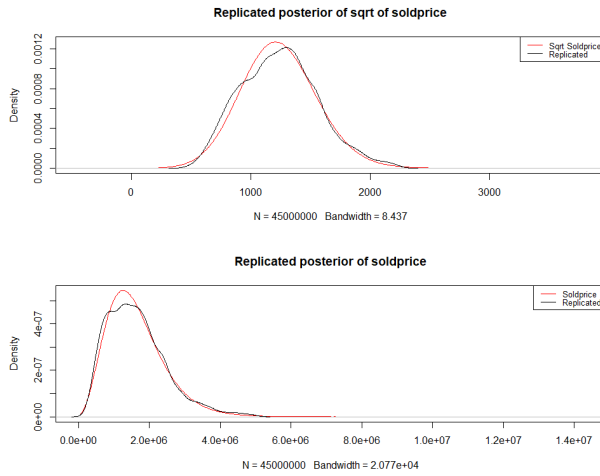 Replicated posterior of sqrt of soldprice
Density
0.0000 0.0004 0.0008 0.0012
Sqrt Soldprice
Replicated
0 1000 2000 3000
N = 45000000 Bandwidth = 8.437
Replicated posterior of soldprice
Density
0e+00 2e-07 4e-07
Soldprice
Replicated
0.0e+00 2.0e+06 4.0e+06 6.0e+06 8.0e+06 1.0e+07 1.2e+07 1.4e+07
N = 45000000 Bandwidth = 2.077e+04